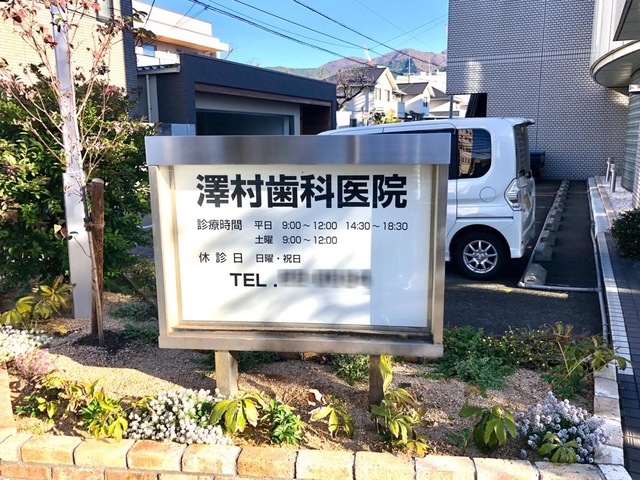 澤村歯科医院
診療時間 平日 9:00～12:00 14:30～18:30
土曜 9:00～12:00
休診日 日曜・祝日
TEL.